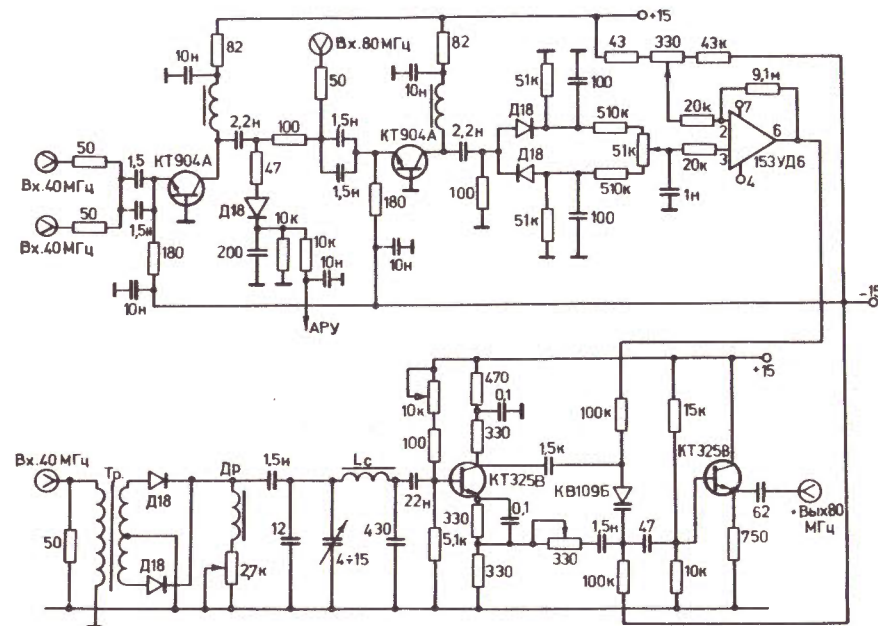 +15
82
10н
Вх.80 МГц
50
82
10н
43
330
43к
9,1м
51к
100
2,2н
100
1,5н
1,5н
КТ904А
2,2н
Д18
510к
20к
7
2
6
3
4
153УД6
51к
20к
50
Вх.40МГц
1,5
КТ904А
47
Д18
100
510к
1н
50
Вх.40МГц
1,5н
180
Д18
10к
10к
180
51к
100
200
10н
10н
10н
АРУ
-15
+15
470
0,1
10к
330
100
100к
15к
КТ325В
Вх.40МГц
Тр.
Д18
Др
1,5н
Lс
22н
КТ325В
1,5к
КВ109Б
62
Вых80
МГц
50
12
4÷15
430
330
0,1
5,1к
330
1,5н
47
750
Д18
2,7к
330
100к
10к